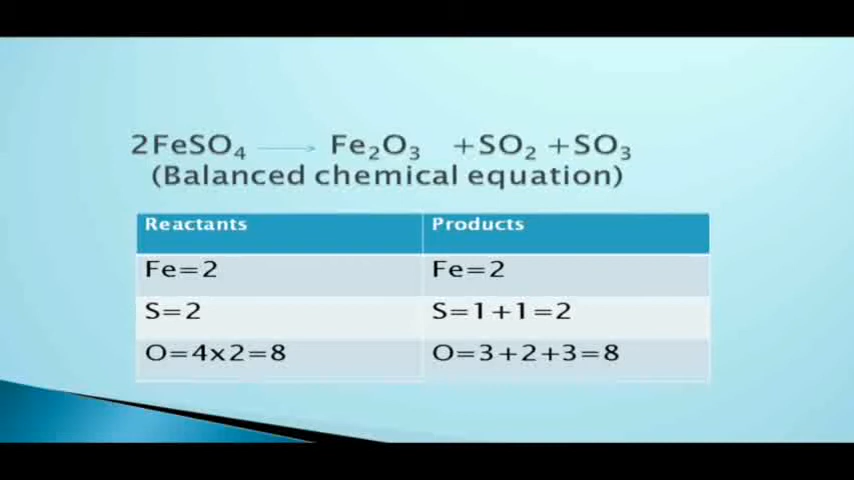 2FeSO₄ ⟶ Fe₂O₃ +SO₂ +SO₃
(Balanced chemical equation)
Reactants Products
Fe=2 Fe=2
S=2 S=1+1=2
O=4x2=8 O=3+2+3=8